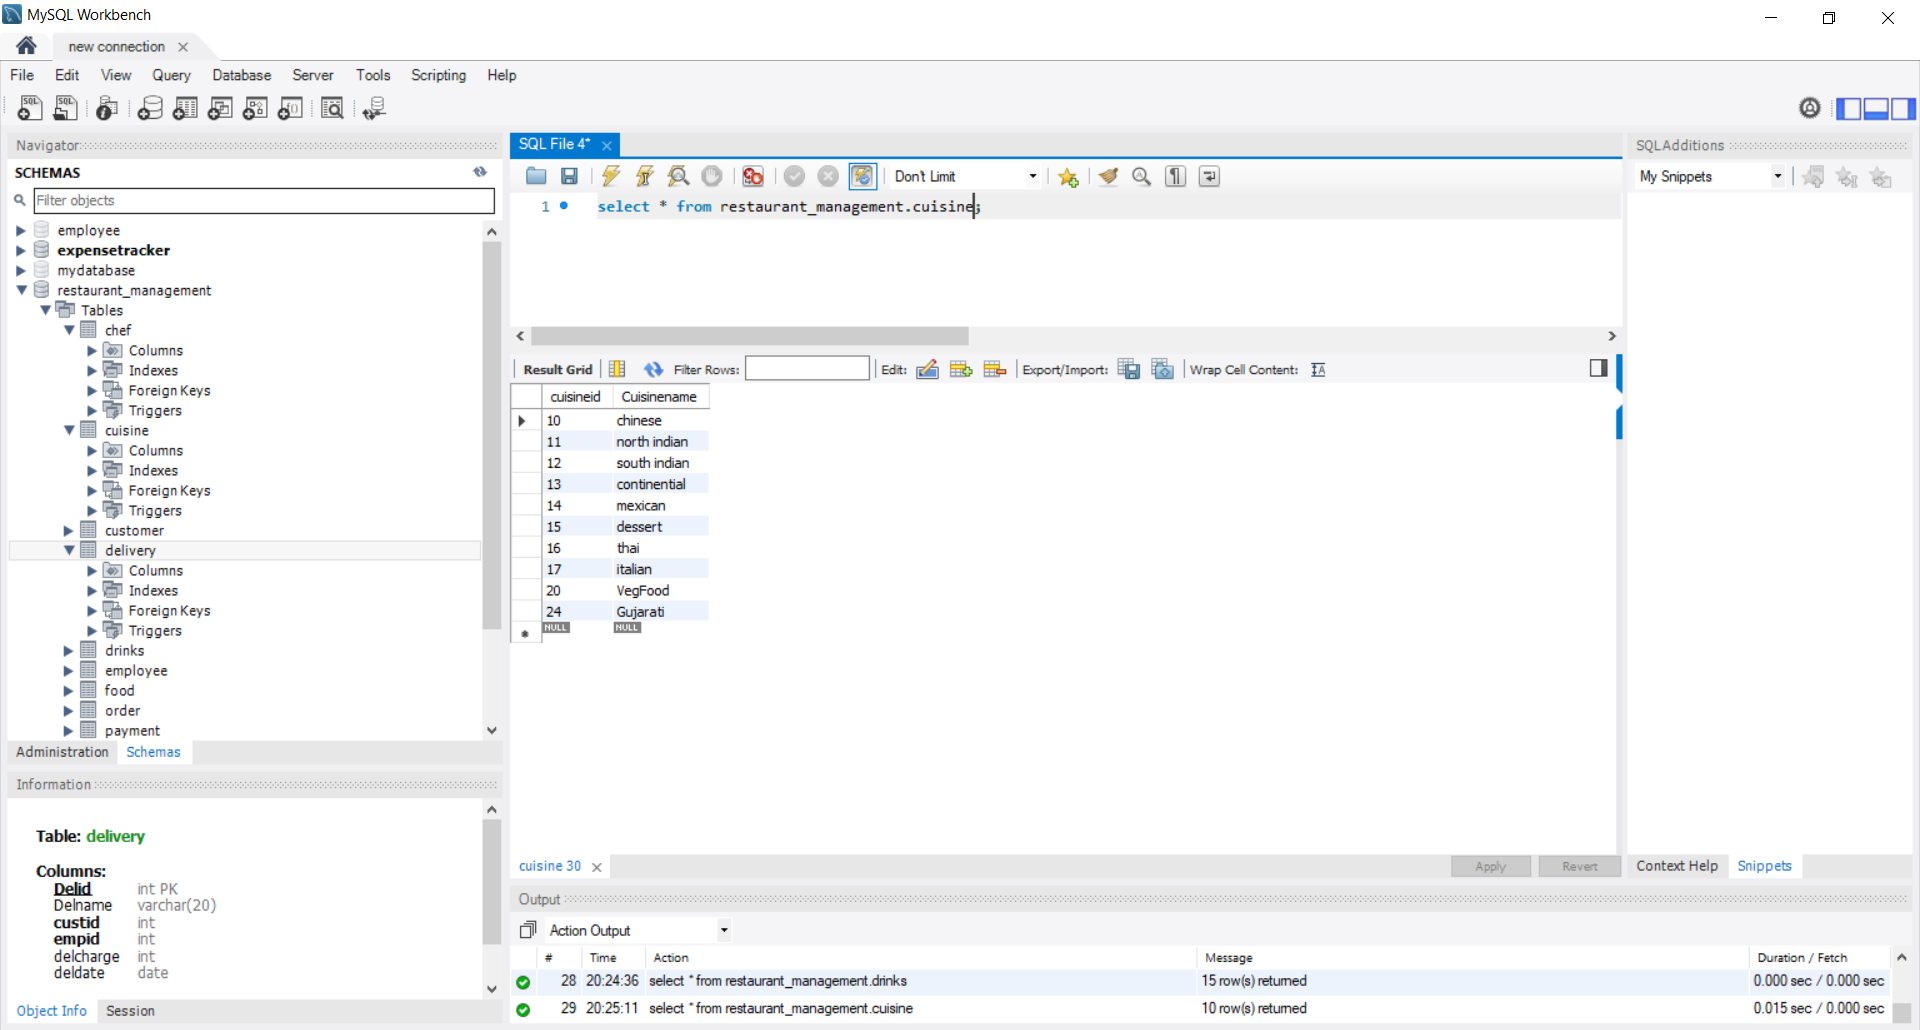 MySQL Workbench
new connection
File Edit View Query Database Server Tools Scripting Help
Navigator
SCHEMAS
Filter objects
employee
expensetracker
mydatabase
restaurant_management
Tables
chef
Columns
Indexes
Foreign Keys
Triggers
cuisine
Columns
Indexes
Foreign Keys
Triggers
customer
delivery
Columns
Indexes
Foreign Keys
Triggers
drinks
employee
food
order
payment
Administration Schemas
Information
Table: delivery
Columns:
Delid int PK
Delname varchar(20)
custid int
empid int
delcharge int
deldate date
Object Info Session
SQL File 4*
Don't Limit
1 select * from restaurant_management.cuisine;
Result Grid Filter Rows: Edit: Export/Import: Wrap Cell Content:
cuisineid Cuisinename
10 chinese
11 north indian
12 south indian
13 continential
14 mexican
15 dessert
16 thai
17 italian
20 VegFood
24 Gujarati
NULL NULL
cuisine 30
Apply Revert
SQLAdditions
My Snippets
Context Help Snippets
Output
Action Output
# Time Action Message Duration / Fetch
28 20:24:36 select * from restaurant_management.drinks 15 row(s) returned 0.000 sec / 0.000 sec
29 20:25:11 select * from restaurant_management.cuisine 10 row(s) returned 0.015 sec / 0.000 sec